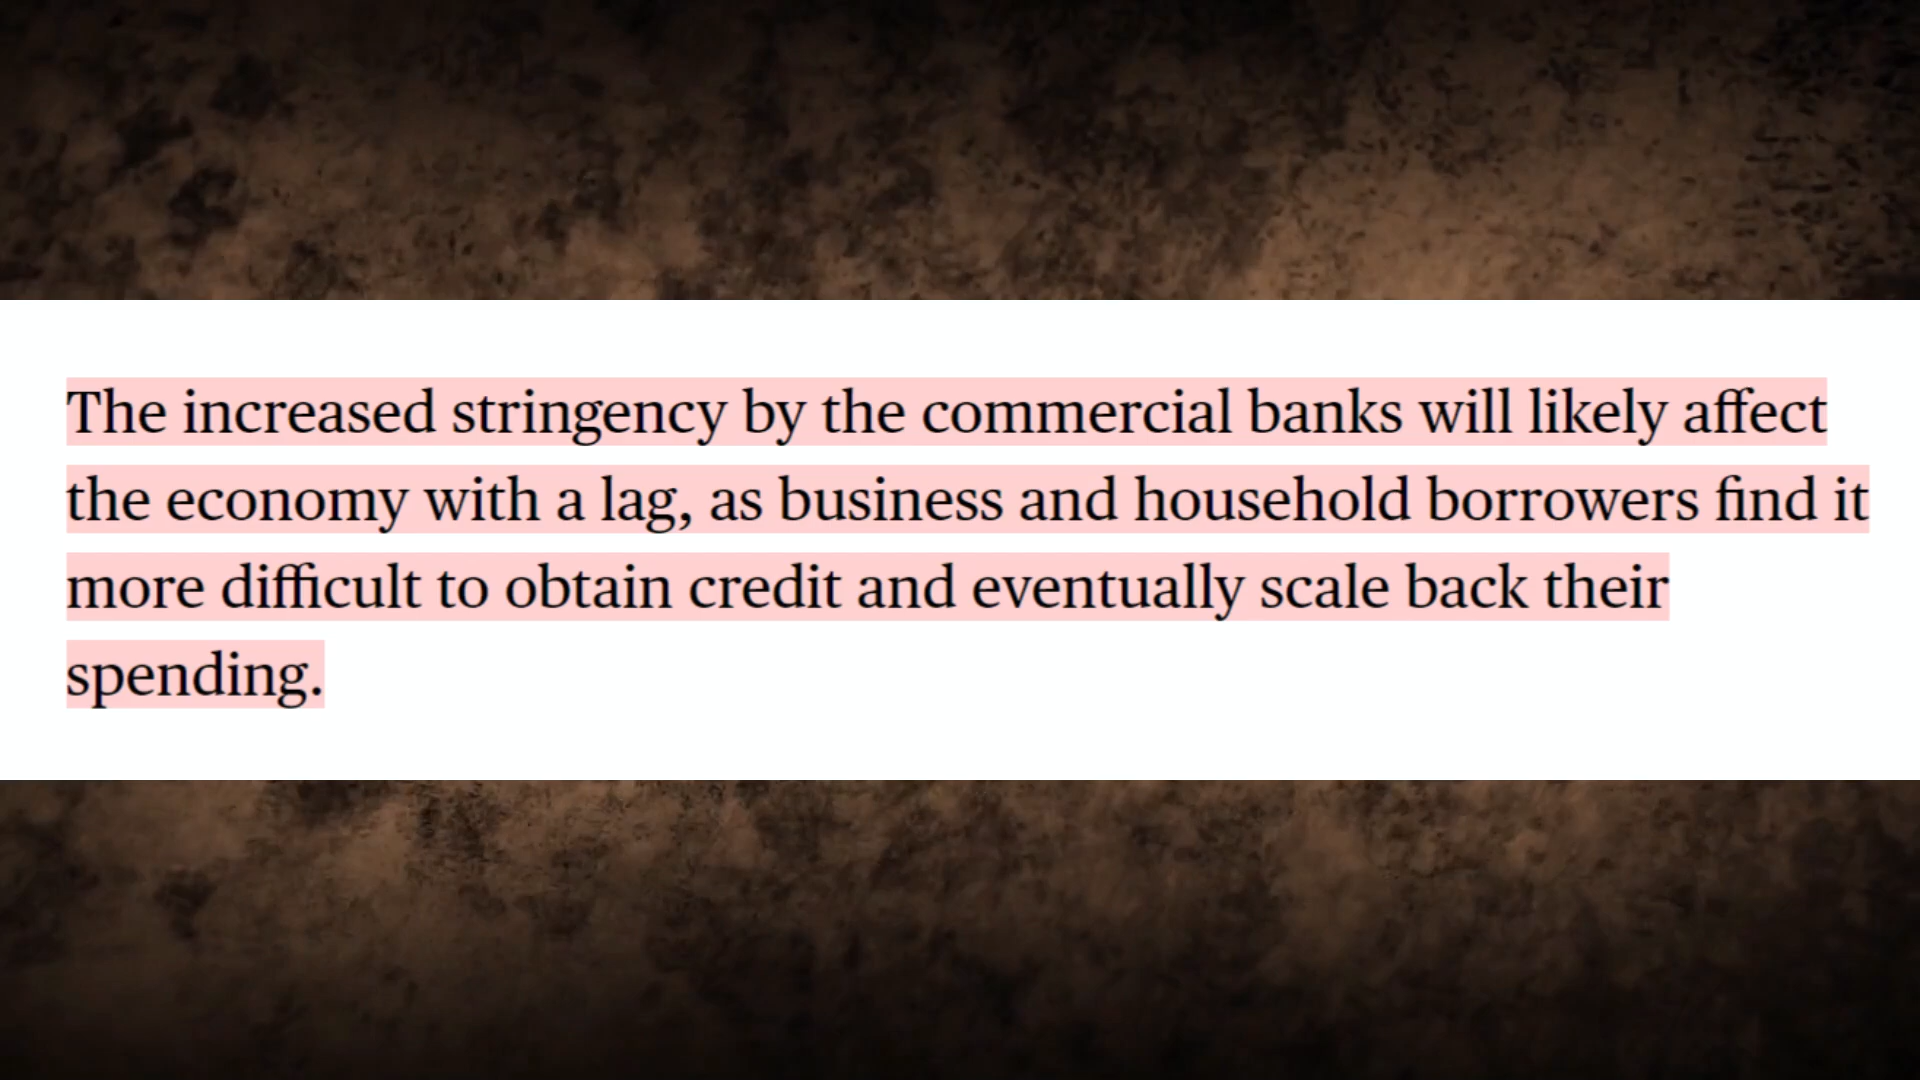 The increased stringency by the commercial banks will likely affect
the economy with a lag, as business and household borrowers find it
more difficult to obtain credit and eventually scale back their
spending.